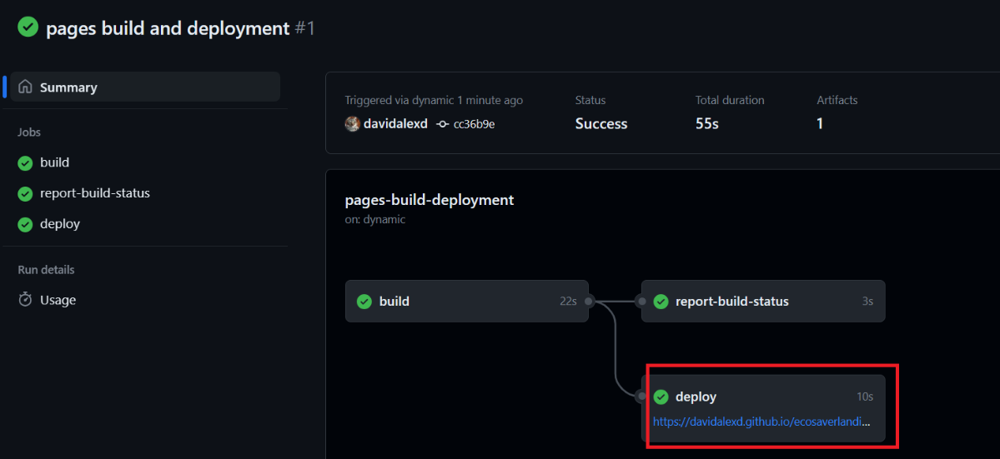 pages build and deployment #1
Summary
Jobs
build
report-build-status
deploy
Run details
Usage
Triggered via dynamic 1 minute ago
davidalexd cc36b9e
Status
Success
Total duration
55s
Artifacts
1
pages-build-deployment
on: dynamic
build 22s
report-build-status 3s
deploy 10s
https://davidalexd.github.io/ecosaverlandi...